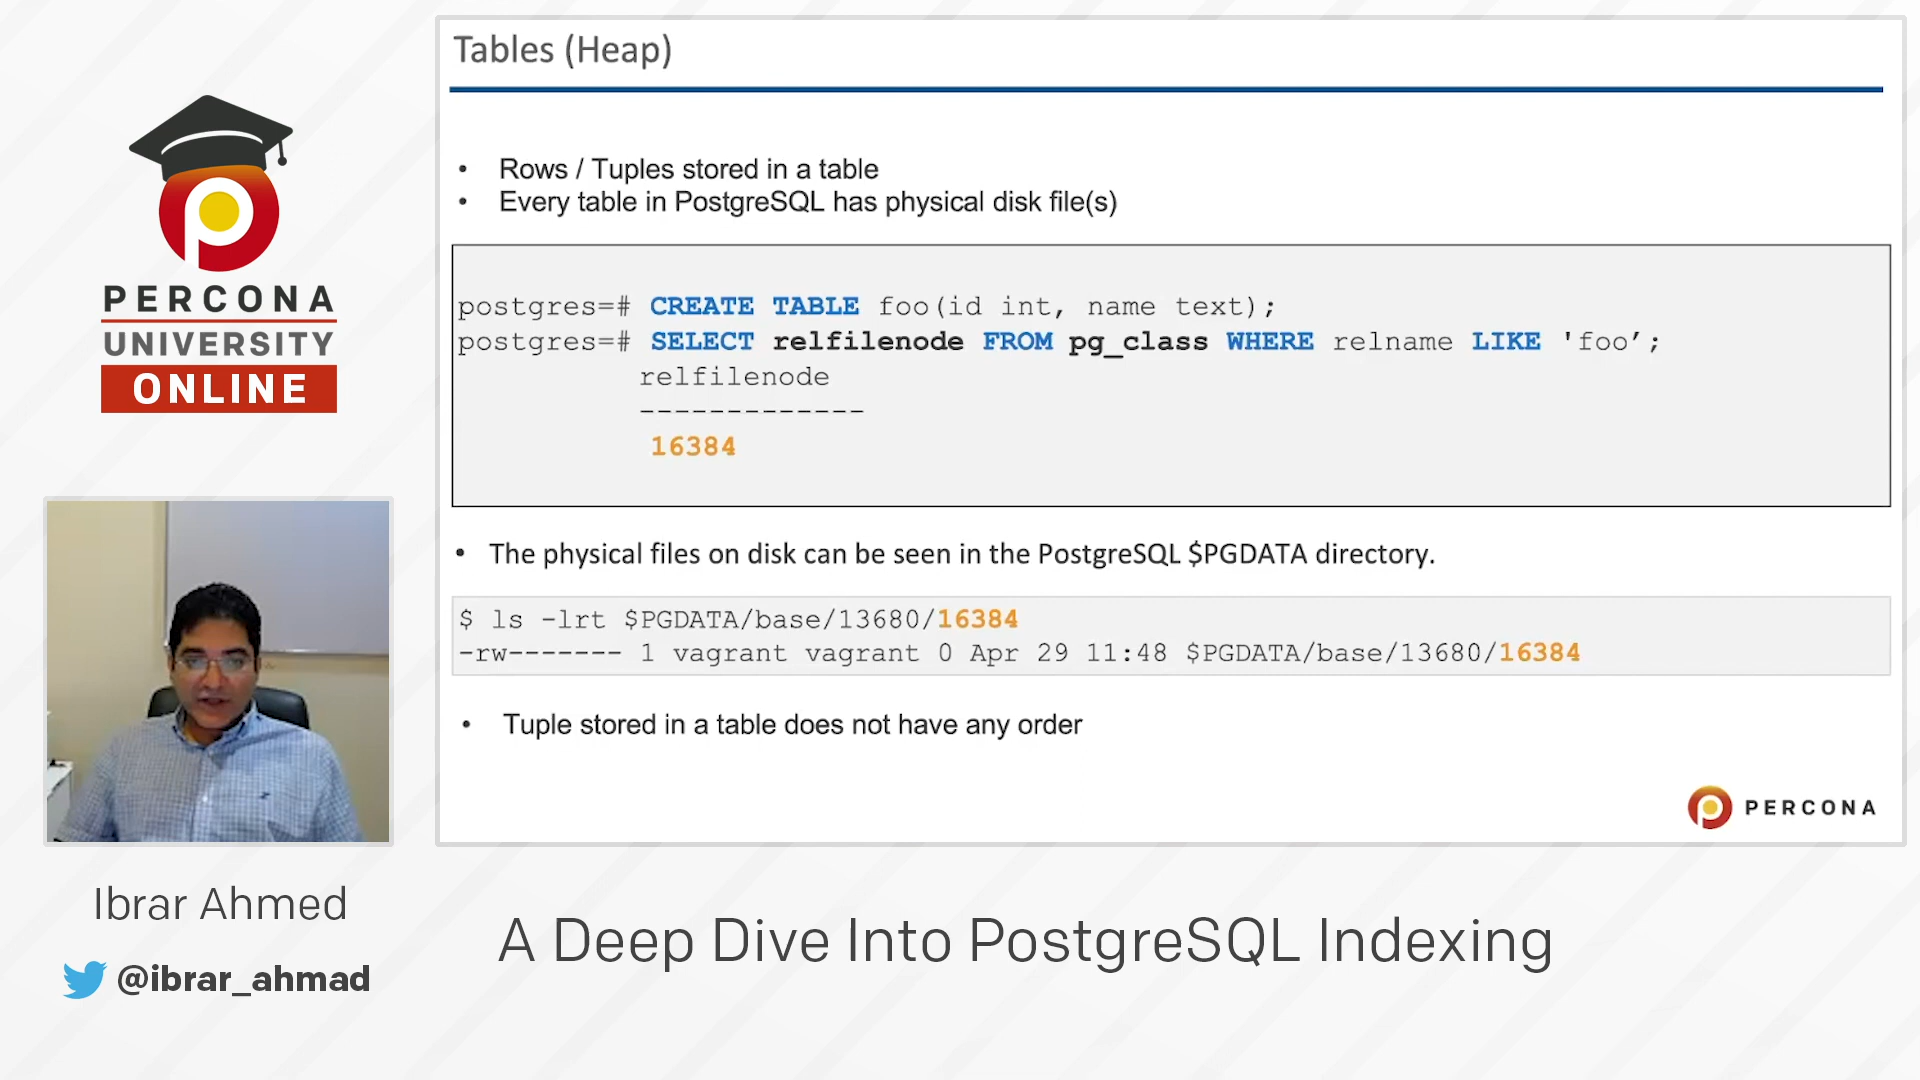 PERCONA
UNIVERSITY
ONLINE
Ibrar Ahmed
@ibrar_ahmad
Tables (Heap)
• Rows / Tuples stored in a table
• Every table in PostgreSQL has physical disk file(s)
postgres=# CREATE TABLE foo(id int, name text);
postgres=# SELECT relfilenode FROM pg_class WHERE relname LIKE 'foo’;
relfilenode
-------------
16384
• The physical files on disk can be seen in the PostgreSQL $PGDATA directory.
$ ls -lrt $PGDATA/base/13680/16384
-rw------- 1 vagrant vagrant 0 Apr 29 11:48 $PGDATA/base/13680/16384
• Tuple stored in a table does not have any order
PERCONA
A Deep Dive Into PostgreSQL Indexing